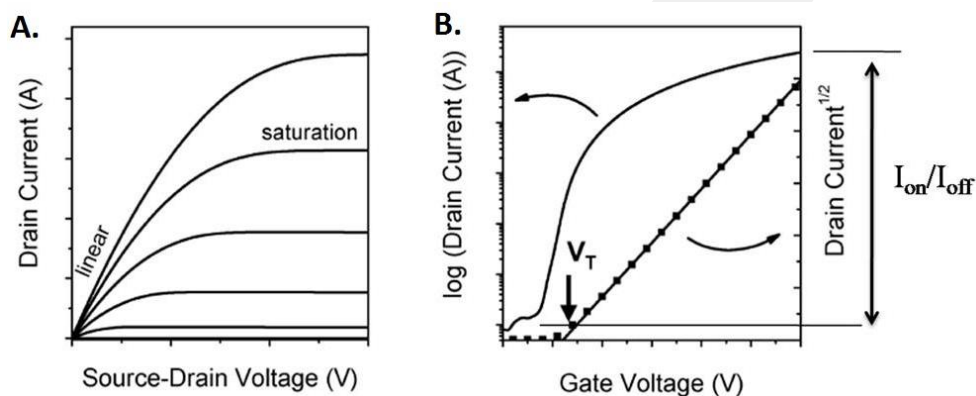 A.
Drain Current (A)
linear
saturation
Source-Drain Voltage (V)
B.
log (Drain Current (A))
V_T
Drain Current^1/2
Gate Voltage (V)
I_on/I_off